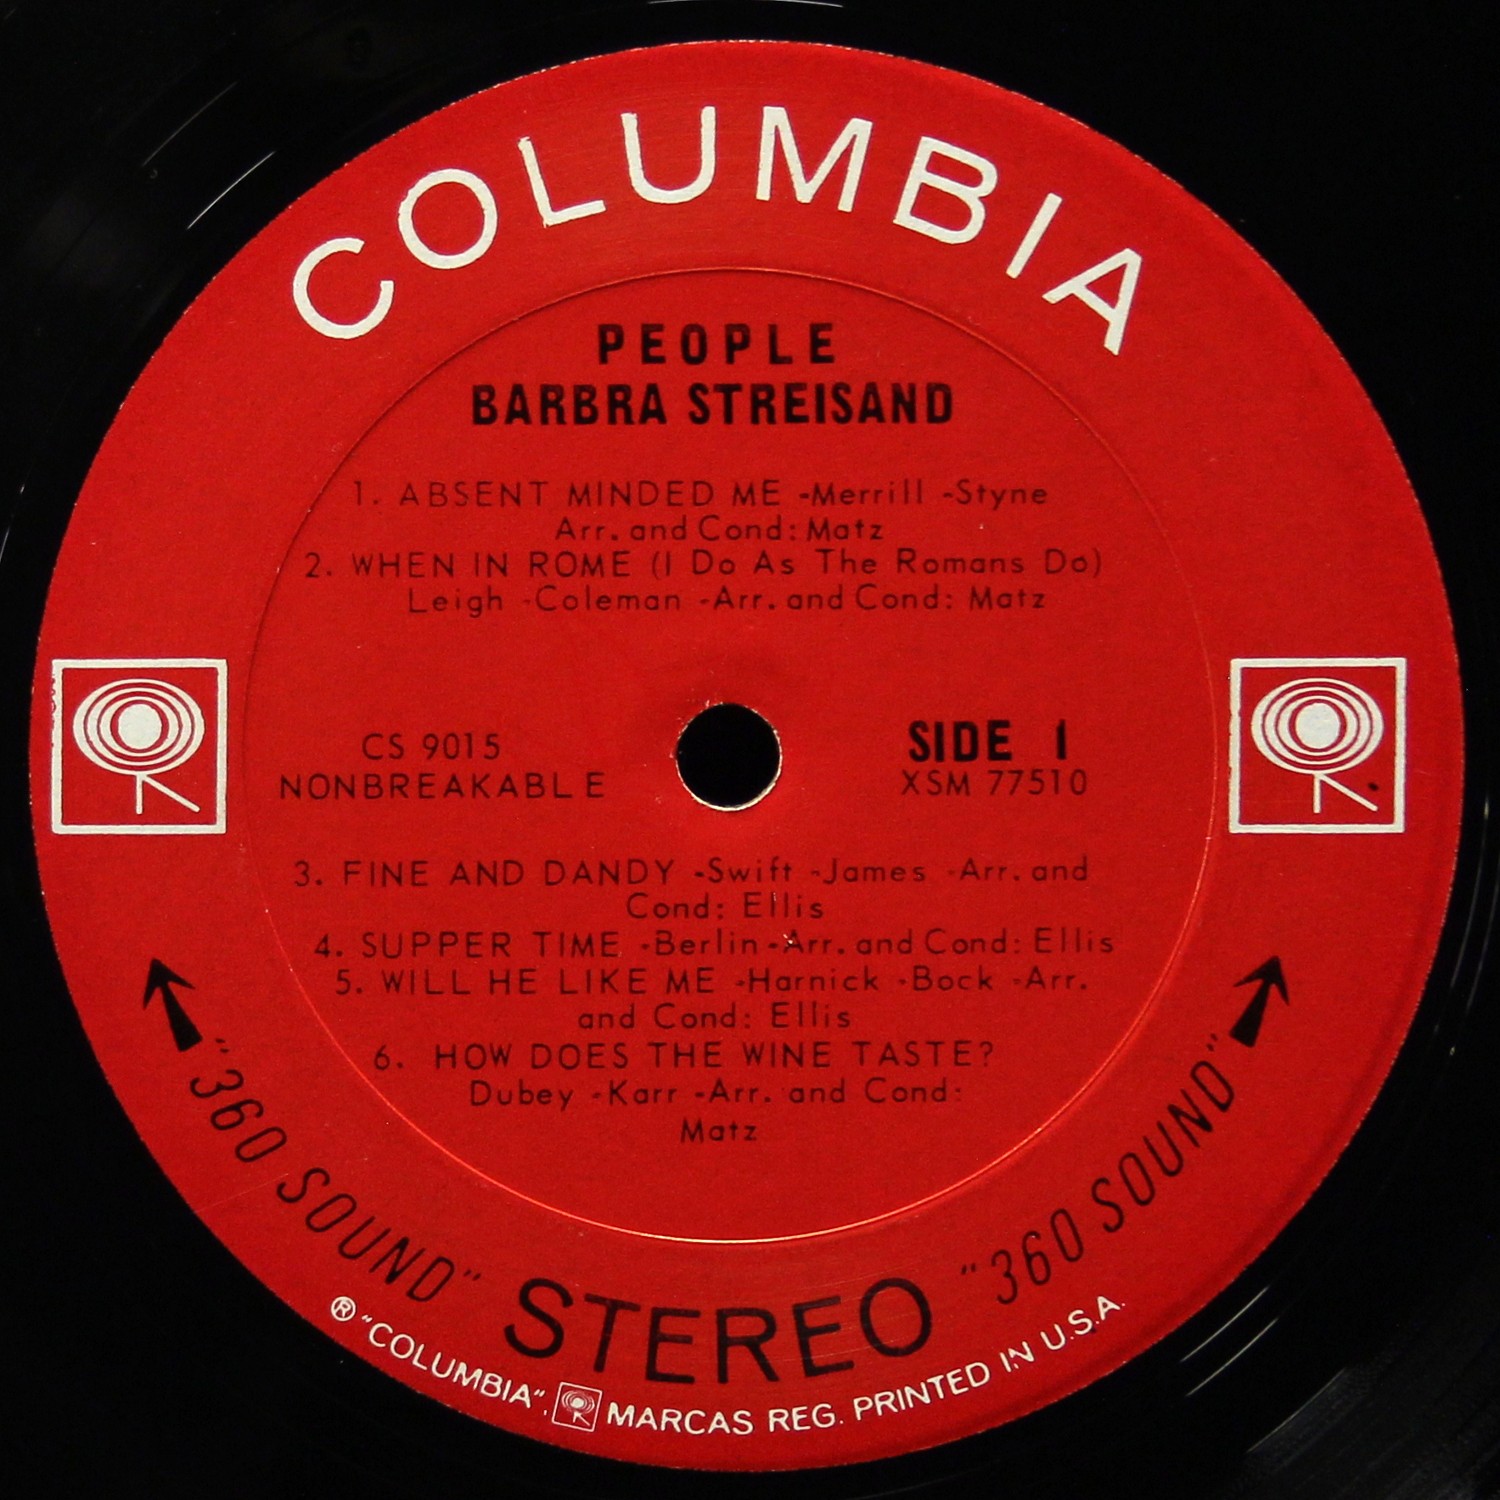 COLUMBIA
PEOPLE
BARBRA STREISAND
1. ABSENT MINDED ME -Merrill -Styne
Arr. and Cond: Matz
2. WHEN IN ROME (I Do As The Romans Do)
Leigh -Coleman -Arr. and Cond: Matz
CS 9015
NONBREAKABLE
SIDE 1
XSM 77510
3. FINE AND DANDY -Swift -James -Arr. and
Cond: Ellis
4. SUPPER TIME -Berlin -Arr. and Cond: Ellis
5. WILL HE LIKE ME -Harnick -Bock -Arr.
and Cond: Ellis
6. HOW DOES THE WINE TASTE?
Dubey -Karr -Arr. and Cond:
Matz
"360 SOUND" STEREO "360 SOUND"
® "COLUMBIA", MARCAS REG. PRINTED IN U.S.A.